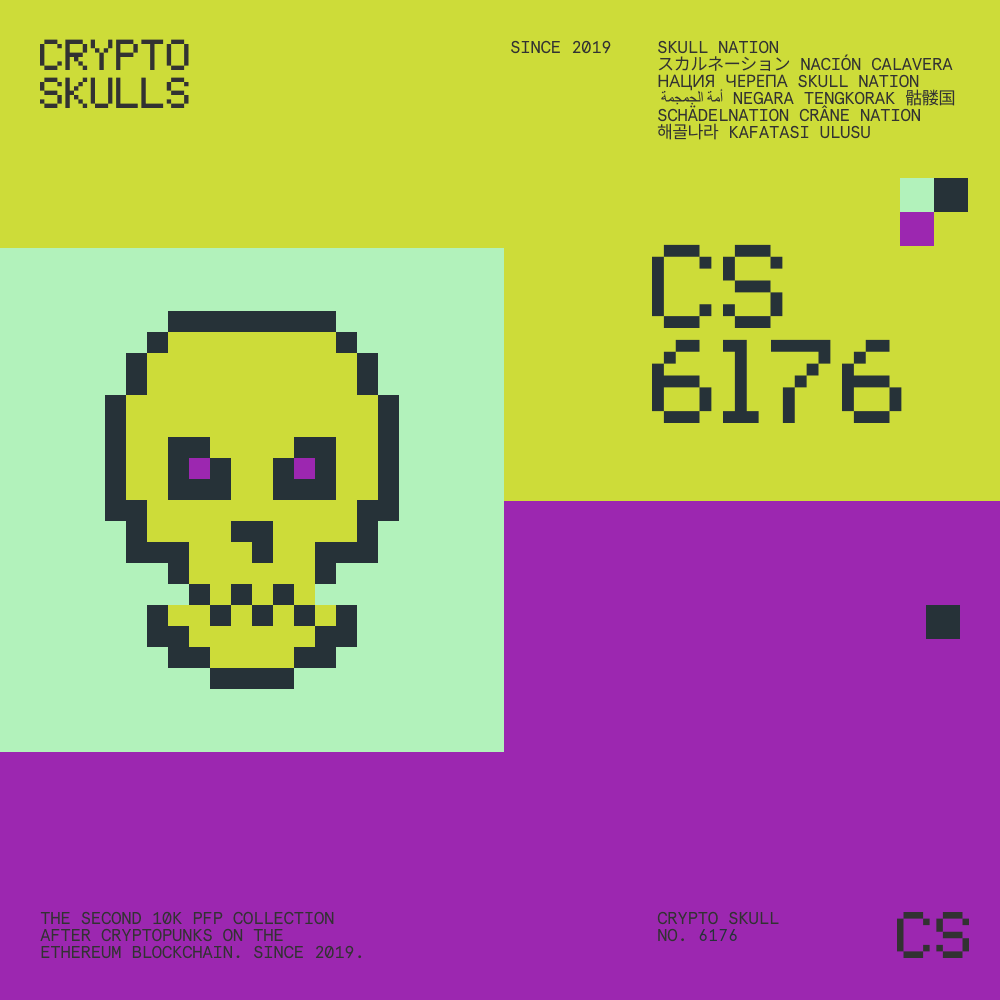 CRYPTO
SKULLS
SINCE 2019
SKULL NATION
スカルネーション NACIÓN CALAVERA
НАЦИЯ ЧЕРЕПА SKULL NATION
أمة الجمجمة NEGARA TENGKORAK 骷髅国
SCHÄDELNATION CRÂNE NATION
해골나라 KAFATASI ULUSU
CS
6176
THE SECOND 10K PFP COLLECTION
AFTER CRYPTOPUNKS ON THE
ETHEREUM BLOCKCHAIN. SINCE 2019.
CRYPTO SKULL
NO. 6176
CS